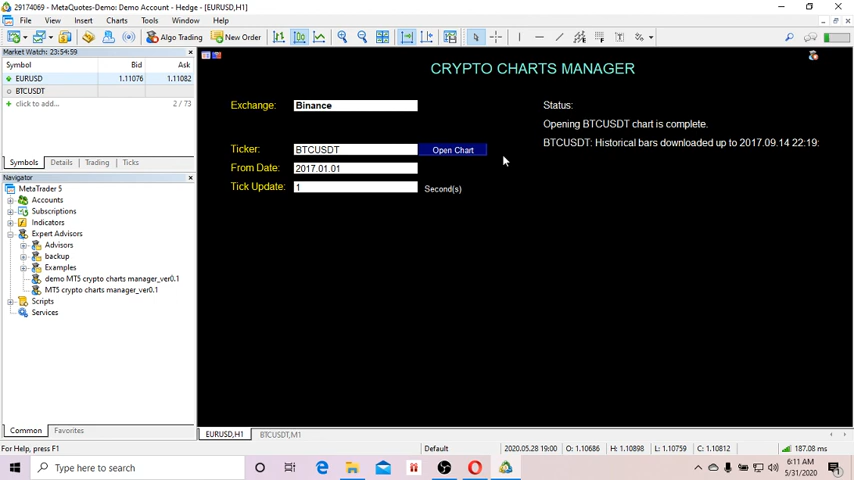 29174069 - MetaQuotes-Demo: Demo Account - Hedge - [EURUSD,H1]
File View Insert Charts Tools Window Help
Algo Trading New Order
Market Watch: 23:54:59
Symbol Bid Ask
EURUSD 1.11076 1.11082
BTCUSDT
click to add... 2 / 73
Symbols Details Trading Ticks
Navigator
MetaTrader 5
Accounts
Subscriptions
Indicators
Expert Advisors
Advisors
backup
Examples
demo MT5 crypto charts manager_ver0.1
MT5 crypto charts manager_ver0.1
Scripts
Services
Common Favorites
CRYPTO CHARTS MANAGER
Exchange: Binance
Ticker: BTCUSDT Open Chart
From Date: 2017.01.01
Tick Update: 1 Second(s)
Status:
Opening BTCUSDT chart is complete.
BTCUSDT: Historical bars downloaded up to 2017.09.14 22:19:
EURUSD,H1 BTCUSDT,M1
For Help, press F1 Default 2020.05.28 19:00 O: 1.10686 H: 1.10898 L: 1.10759 C: 1.10812 187.08 ms
Type here to search
6:11 AM
5/31/2020